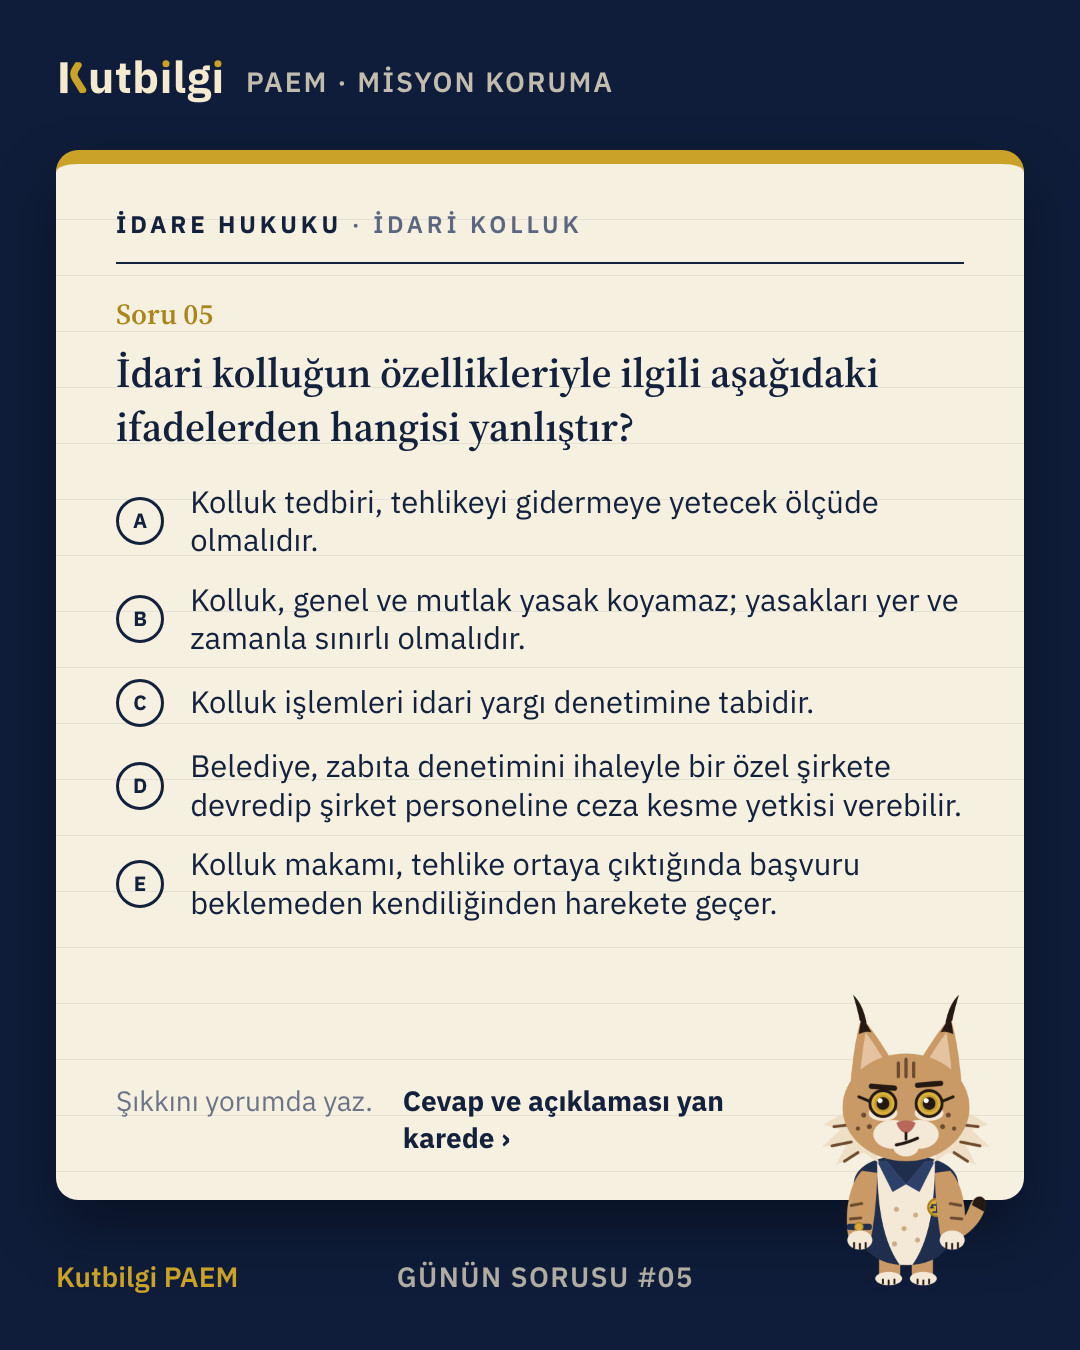 Kutbilgi PAEM · MİSYON KORUMA
İDARE HUKUKU · İDARİ KOLLUK
Soru 05
İdari kolluğun özellikleriyle ilgili aşağıdaki
ifadelerden hangisi yanlıştır?
A Kolluk tedbiri, tehlikeyi gidermeye yetecek ölçüde
olmalıdır.
B Kolluk, genel ve mutlak yasak koyamaz; yasakları yer ve
zamanla sınırlı olmalıdır.
C Kolluk işlemleri idari yargı denetimine tabidir.
D Belediye, zabıta denetimini ihaleyle bir özel şirkete
devredip şirket personeline ceza kesme yetkisi verebilir.
E Kolluk makamı, tehlike ortaya çıktığında başvuru
beklemeden kendiliğinden harekete geçer.
Şıkkını yorumda yaz. Cevap ve açıklaması yan
karede ›
Kutbilgi PAEM GÜNÜN SORUSU #05